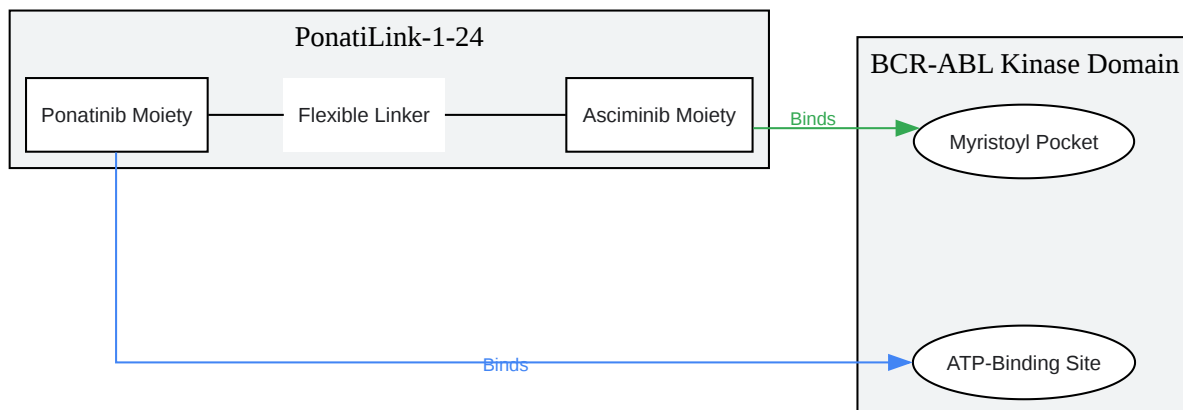 PonatiLink-1-24
BCR-ABL Kinase Domain
Ponatinib Moiety
Flexible Linker
Asciminib Moiety
Binds
Myristoyl Pocket
Binds
ATP-Binding Site